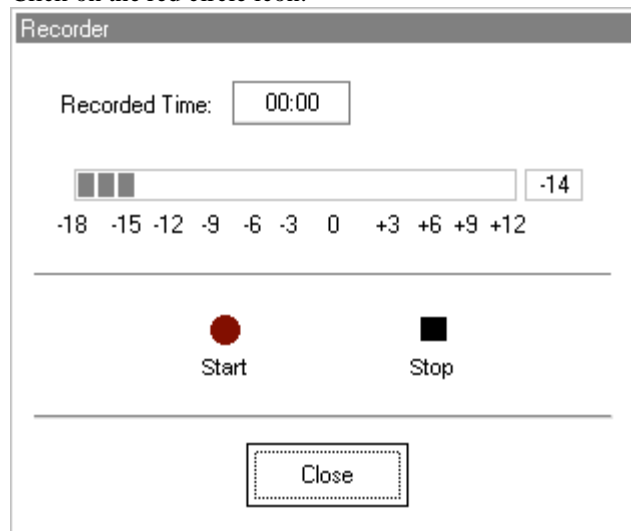 Click on the red circle icon.
Recorder
Recorded Time: 00:00
-14
-18 -15 -12 -9 -6 -3 0 +3 +6 +9 +12
Start Stop
Close